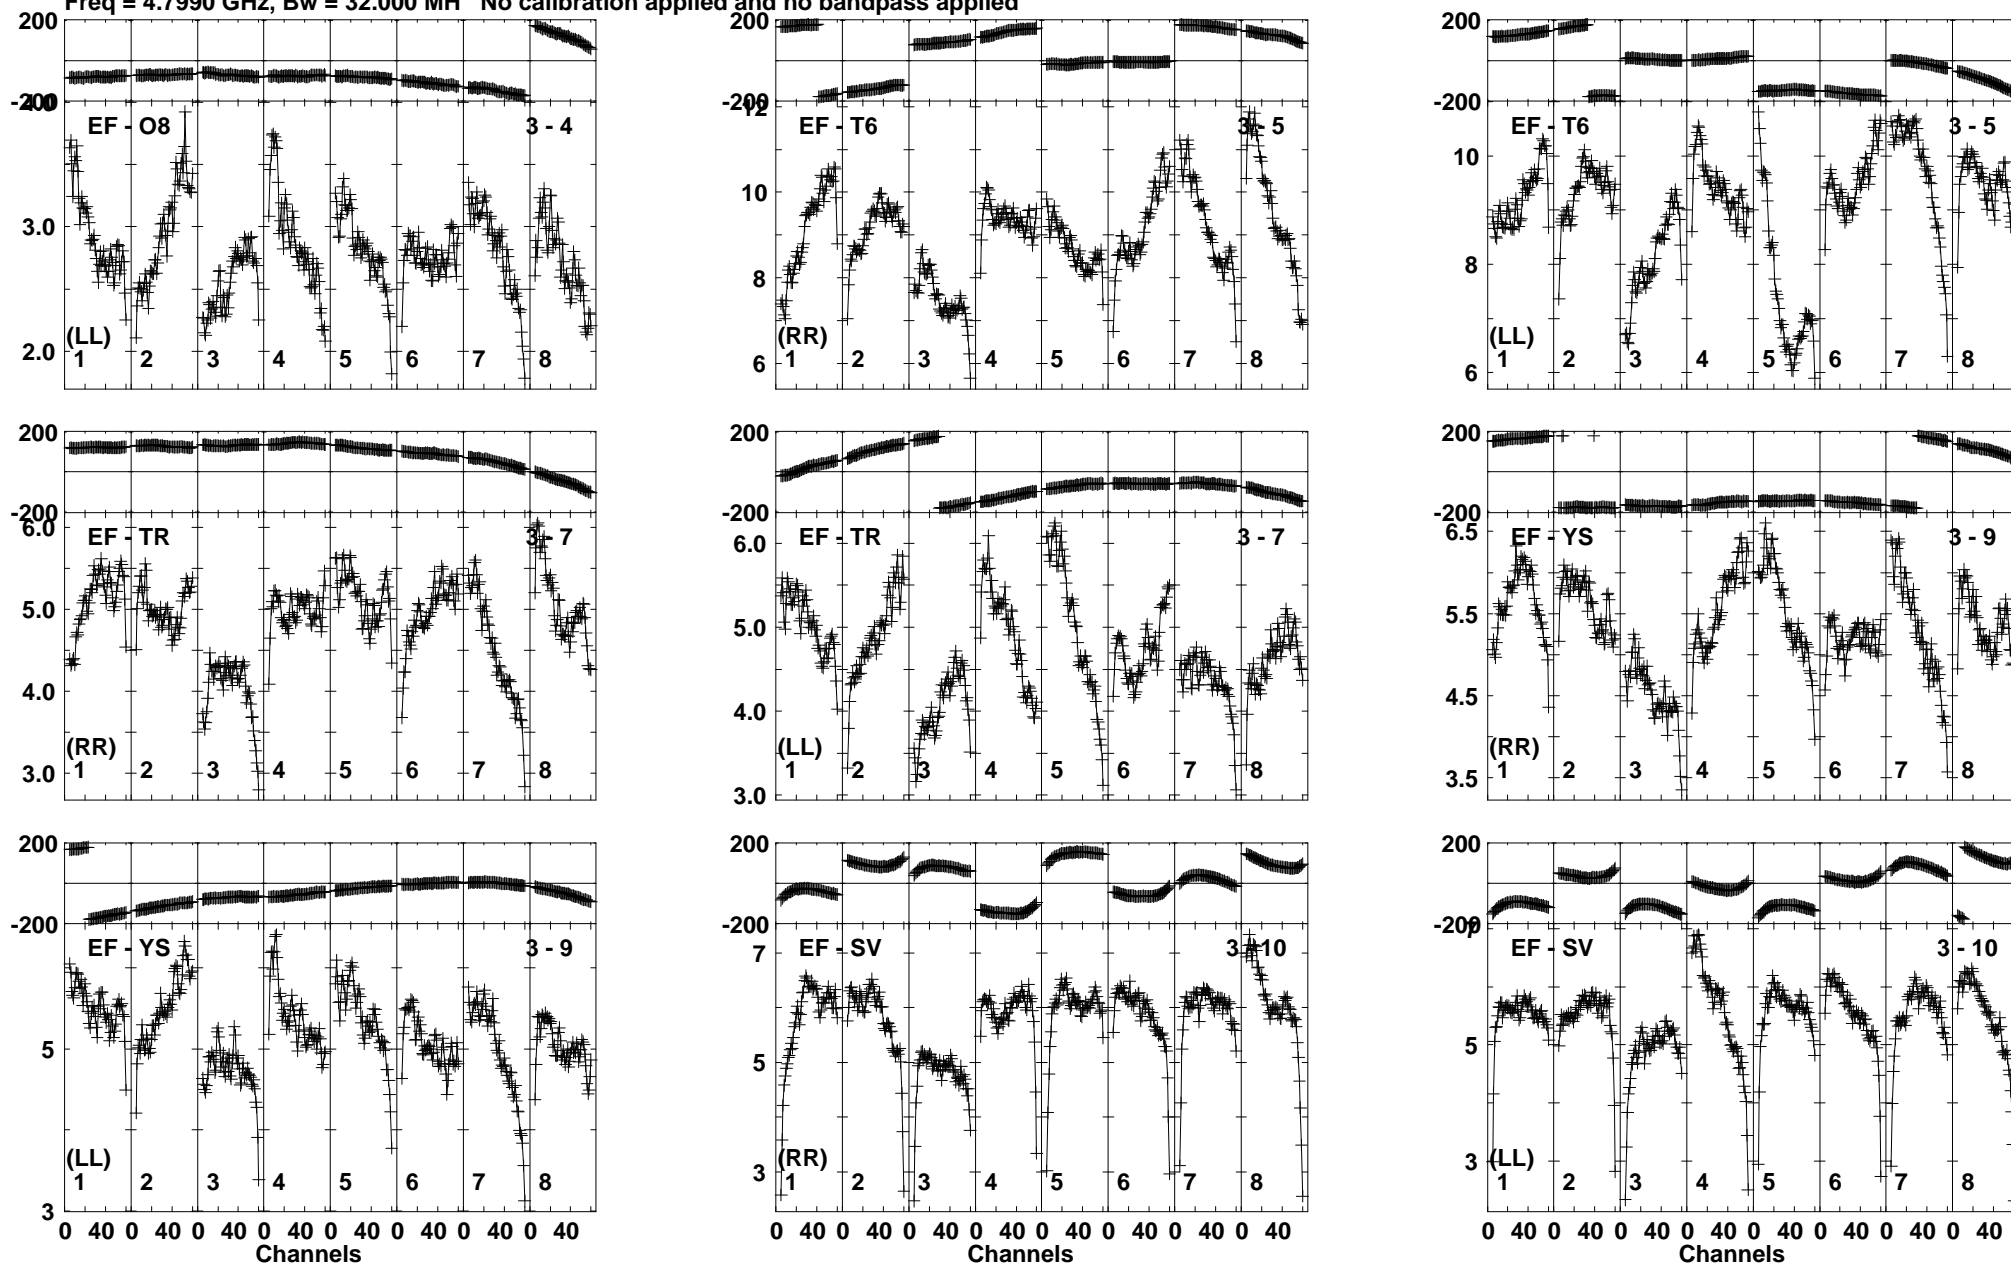 Freq = 4.7990 GHz, Bw = 32.000 MH No calibration applied and no bandpass applied
200 200 200
-200 -200 -200
4.0 12
EF - O8 3 - 4 EF - T6 3 - 5 EF - T6 3 - 5
10 10
3.0
8 8
(LL) (RR) (LL)
2.0
6 6
1 2 3 4 5 6 7 8 1 2 3 4 5 6 7 8 1 2 3 4 5 6 7 8
200 200 200
-200 -200 -200
6.0 6.0 6.5
EF - TR 3 - 7 EF - TR 3 - 7 EF - YS 3 - 9
5.0 5.0 5.5
4.0 4.0 4.5
(RR) (LL) (RR)
3.0 3.0 3.5
1 2 3 4 5 6 7 8 1 2 3 4 5 6 7 8 1 2 3 4 5 6 7 8
200 200 200
-200 -200 -200
7 7
EF - YS 3 - 9 EF - SV 3 - 10 EF - SV 3 - 10
5 5 5
(LL) (RR) (LL)
3 3 3
1 2 3 4 5 6 7 8 1 2 3 4 5 6 7 8 1 2 3 4 5 6 7 8
0 40 0 40 0 40 0 40 0 40 0 40 0 40 0 40 0 40 0 40 0 40 0 40 0 40 0 40 0 40 0 40 0 40 0 40 0 40 0 40 0 40 0 40 0 40 0 40
Channels Channels Channels